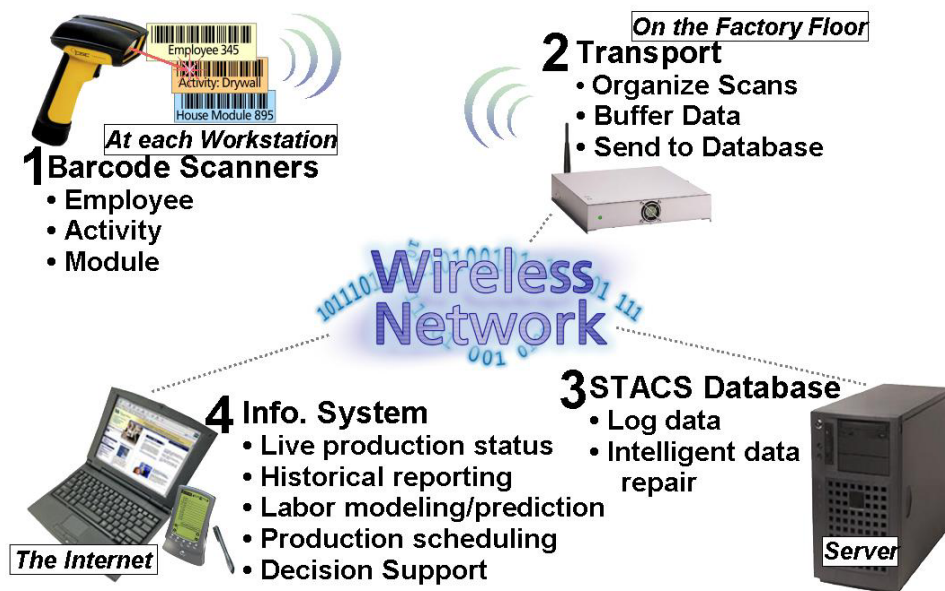 Employee 345
Activity: Drywall
House Module 895
At each Workstation
1 Barcode Scanners
• Employee
• Activity
• Module
On the Factory Floor
2 Transport
• Organize Scans
• Buffer Data
• Send to Database
Wireless
Network
3 STACS Database
• Log data
• Intelligent data
repair
Server
4 Info. System
• Live production status
• Historical reporting
• Labor modeling/prediction
• Production scheduling
• Decision Support
The Internet